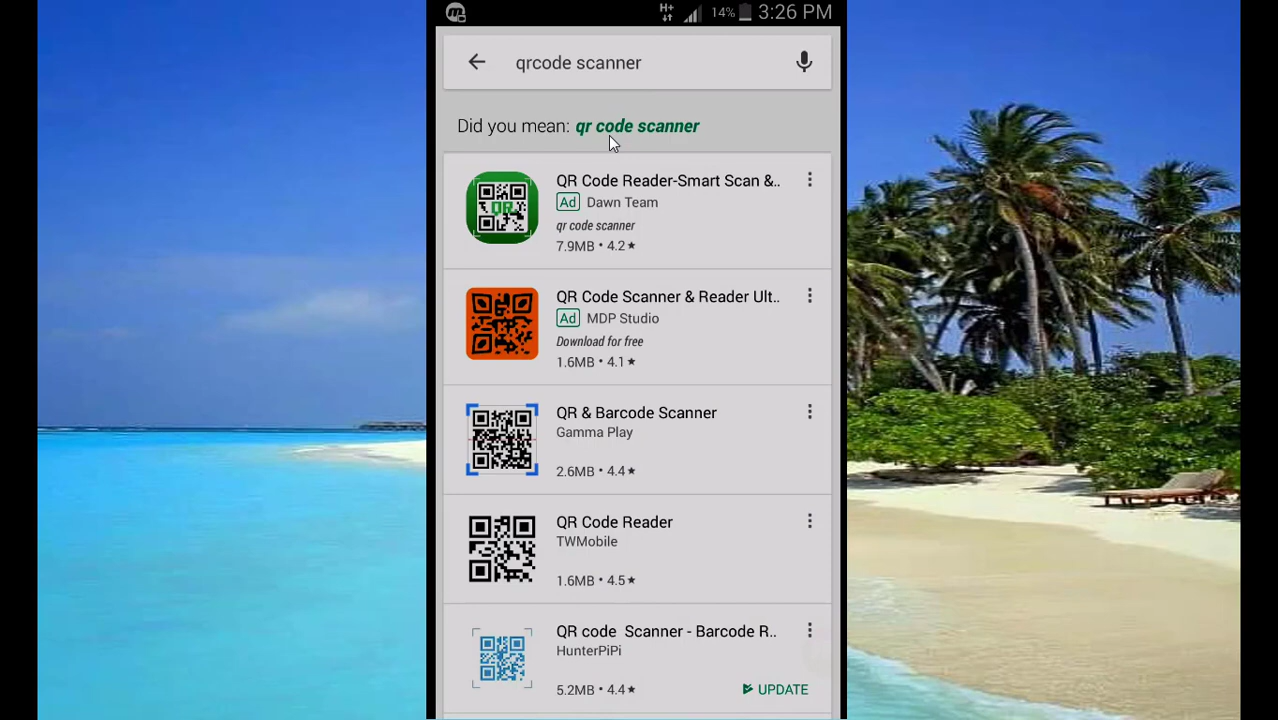 H+ 14% 3:26 PM
qrcode scanner
Did you mean: qr code scanner
QR Code Reader-Smart Scan &..
Ad Dawn Team
qr code scanner
7.9MB • 4.2★
QR Code Scanner & Reader Ult..
Ad MDP Studio
Download for free
1.6MB • 4.1★
QR & Barcode Scanner
Gamma Play
2.6MB • 4.4★
QR Code Reader
TWMobile
1.6MB • 4.5★
QR code  Scanner - Barcode R..
HunterPiPi
5.2MB • 4.4★
UPDATE
QR